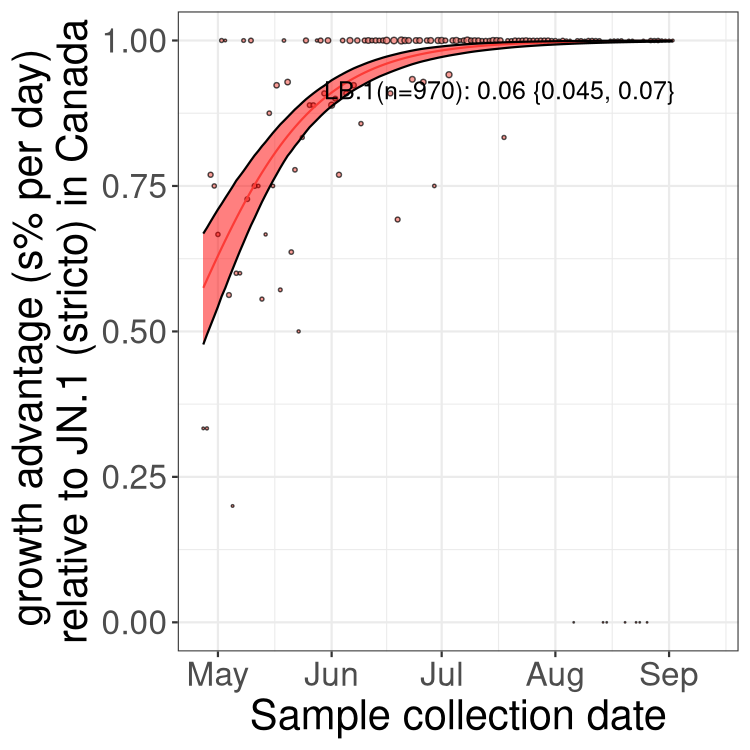 growth advantage (s% per day)
relative to JN.1 (stricto) in Canada
1.00
0.75
0.50
0.25
0.00
LB.1(n=970): 0.06 {0.045, 0.07}
May Jun Jul Aug Sep
Sample collection date